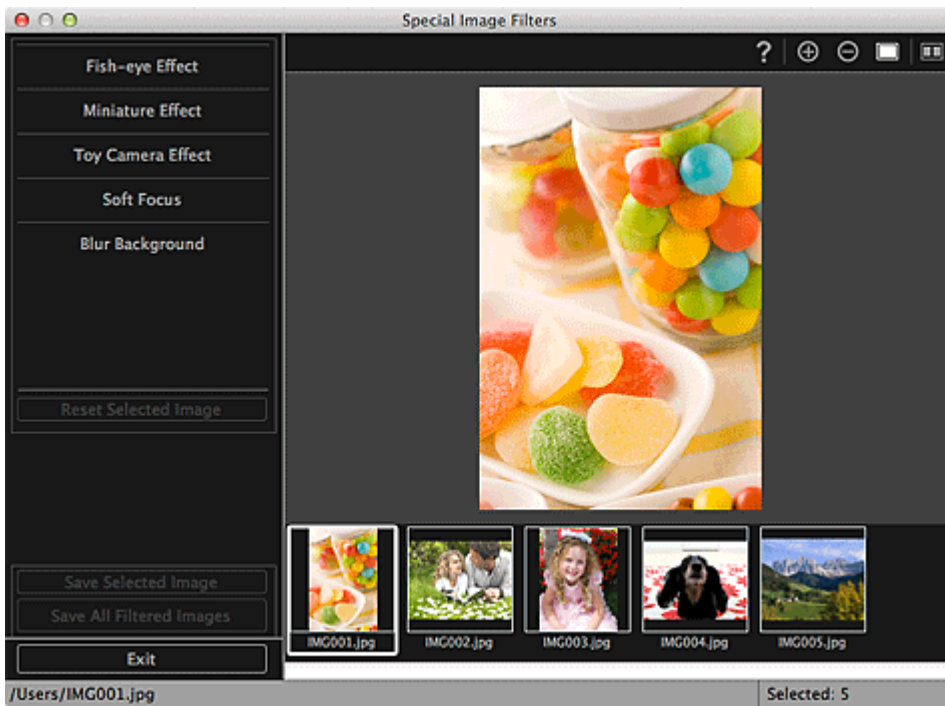 Special Image Filters
?
Fish-eye Effect
Miniature Effect
Toy Camera Effect
Soft Focus
Blur Background
Reset Selected Image
Save Selected Image
Save All Filtered Images
Exit
IMG001.jpg
IMG002.jpg
IMG003.jpg
IMG004.jpg
IMG005.jpg
/Users/IMG001.jpg
Selected: 5